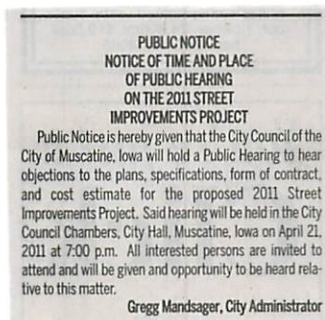 PUBLIC NOTICE
NOTICE OF TIME AND PLACE
OF PUBLIC HEARING
ON THE 2011 STREET
IMPROVEMENTS PROJECT
Public Notice is hereby given that the City Council of the
City of Muscatine, Iowa will hold a Public Hearing to hear
objections to the plans, specifications, form of contract,
and cost estimate for the proposed 2011 Street
Improvements Project. Said hearing will be held in the City
Council Chambers, City Hall, Muscatine, Iowa on April 21,
2011 at 7:00 p.m. All interested persons are invited to
attend and will be given and opportunity to be heard rela-
tive to this matter.
Gregg Mandsager, City Administrator